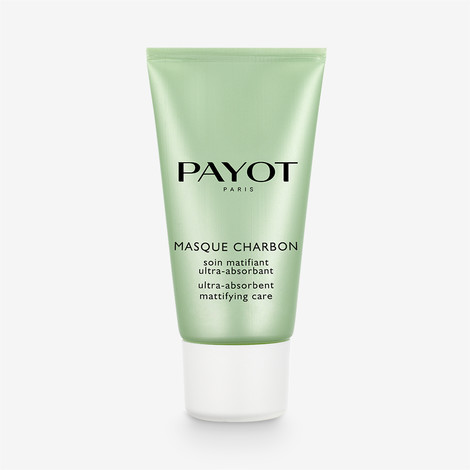 PAYOT
PARIS
MASQUE CHARBON
soin matifiant
ultra-absorbant
ultra-absorbent
mattifying care